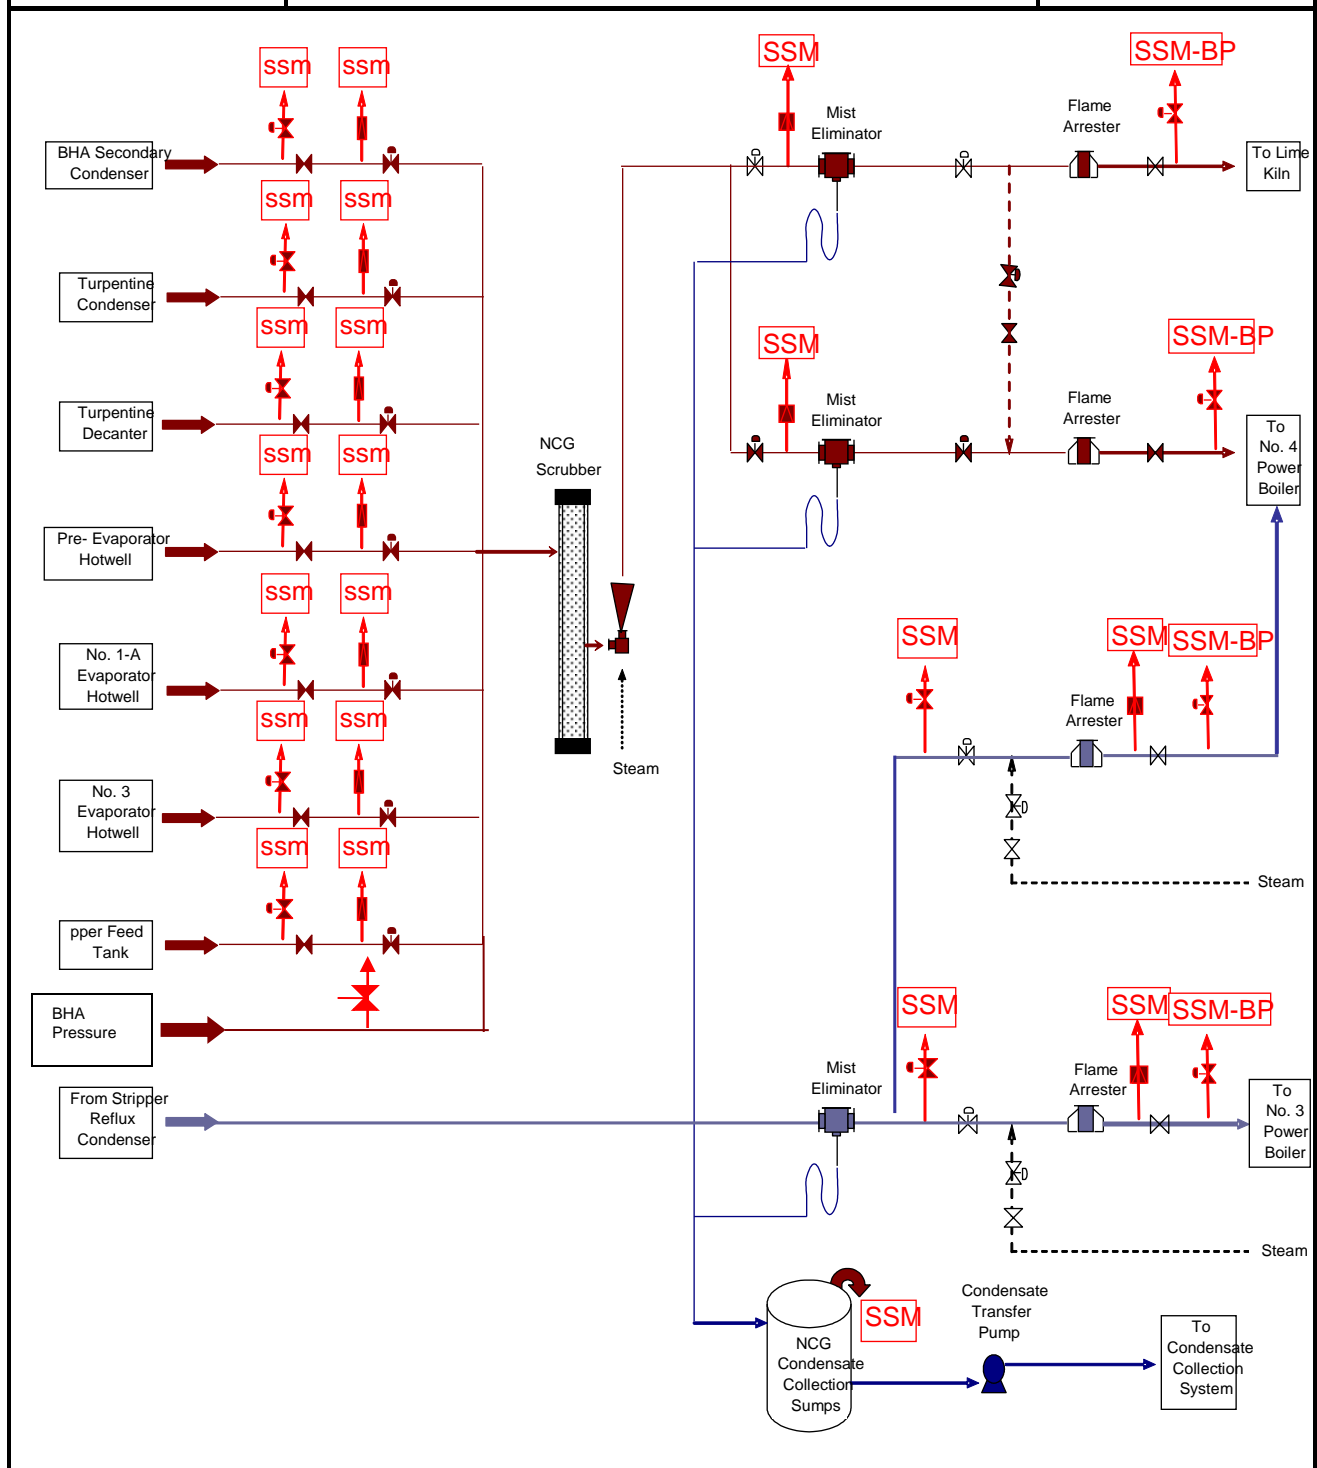 ssm
ssm
SSM
SSM-BP
Mist
Eliminator
Flame
Arrester
BHA Secondary
Condenser
To Lime
Kiln
ssm
ssm
Turpentine
Condenser
ssm
ssm
SSM
SSM-BP
Mist
Eliminator
Flame
Arrester
Turpentine
Decanter
To
No. 4
Power
Boiler
ssm
ssm
NCG
Scrubber
Pre- Evaporator
Hotwell
ssm
ssm
SSM
SSM
SSM-BP
No. 1-A
Evaporator
Hotwell
Flame
Arrester
ssm
ssm
Steam
No. 3
Evaporator
Hotwell
ssm
ssm
Steam
pper Feed
Tank
BHA
Pressure
SSM
SSM
SSM-BP
From Stripper
Reflux
Condenser
Mist
Eliminator
Flame
Arrester
To
No. 3
Power
Boiler
Steam
SSM
NCG
Condensate
Collection
Sumps
Condensate
Transfer
Pump
To
Condensate
Collection
System
D
D
D
D
D
D